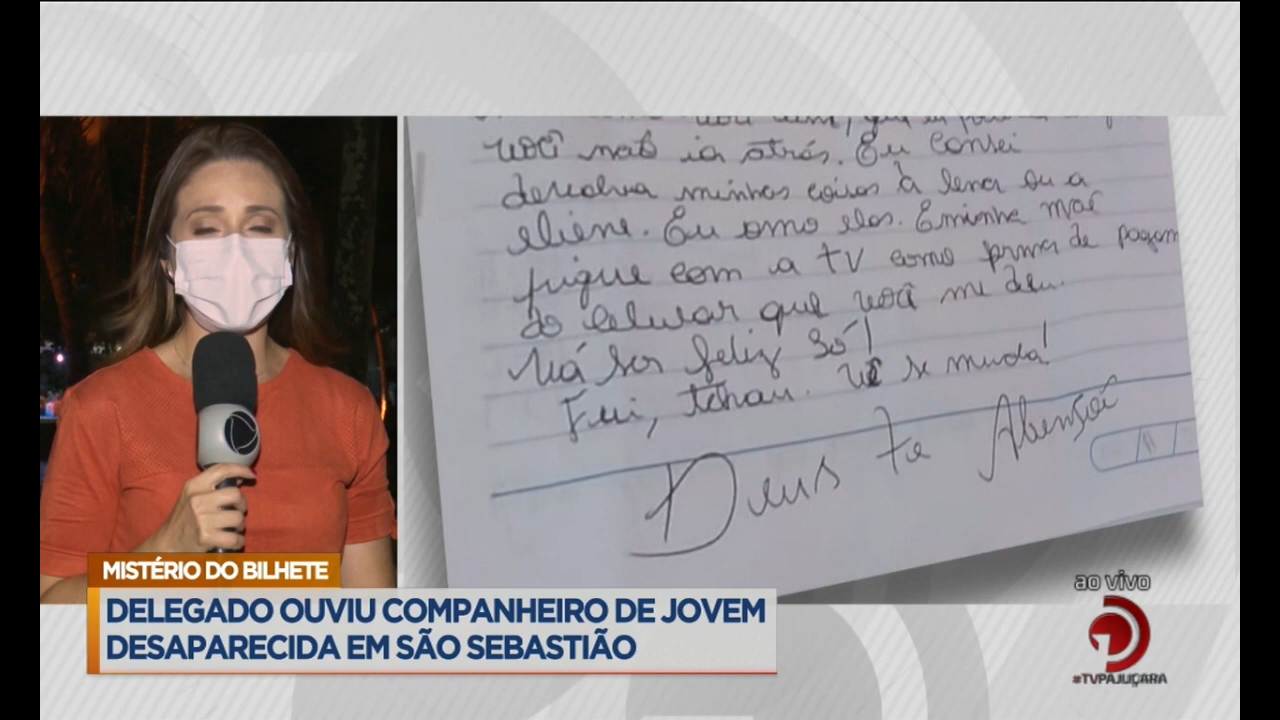 você não ia atrás. Eu consei
devolva minhas coisas à lena ou a
eliene. Eu amo elas. E minha mãe
fique com a TV como forma de pagam
do celular que você me deu.
Vá ser feliz só!
Fui, tchau. Vê se muda!
Deus te Abençoi
MISTÉRIO DO BILHETE
DELEGADO OUVIU COMPANHEIRO DE JOVEM
DESAPARECIDA EM SÃO SEBASTIÃO
ao vivo
#TVPAJUÇARA